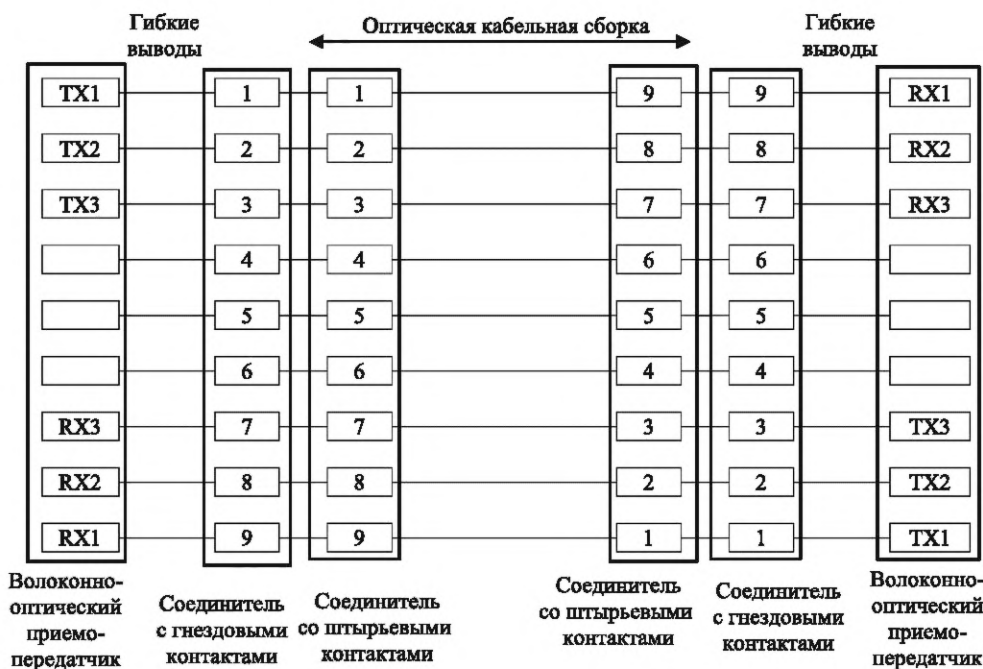 Гибкие
выводы
Оптическая кабельная сборка
Гибкие
выводы
TX1 1 1 9 9 RX1
TX2 2 2 8 8 RX2
TX3 3 3 7 7 RX3
4 4 6 6
5 5 5 5
6 6 4 4
RX3 7 7 3 3 TX3
RX2 8 8 2 2 TX2
RX1 9 9 1 1 TX1
Волоконно-
оптический
приемо-
передатчик
Соединитель
с гнездовыми
контактами
Соединитель
со штырьевыми
контактами
Соединитель
со штырьевыми
контактами
Соединитель
с гнездовыми
контактами
Волоконно-
оптический
приемо-
передатчик